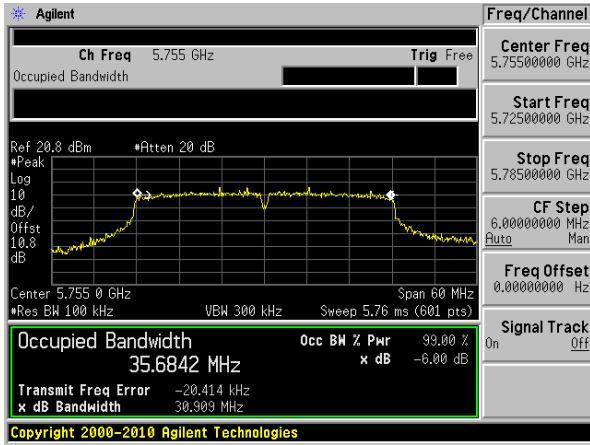 Agilent
Freq/Channel
Ch Freq 5.755 GHz Trig Free
Occupied Bandwidth
Center Freq
5.75500000 GHz
Start Freq
5.72500000 GHz
Stop Freq
5.78500000 GHz
CF Step
6.00000000 MHz
Auto Man
Freq Offset
0.00000000 Hz
Signal Track
On Off
Ref 20.8 dBm #Atten 20 dB
#Peak
Log
10
dB/
Offst
10.8
dB
Center 5.755 0 GHz Span 60 MHz
#Res BW 100 kHz VBW 300 kHz Sweep 5.76 ms (601 pts)
Occupied Bandwidth Occ BW % Pwr 99.00 %
35.6842 MHz x dB -6.00 dB
Transmit Freq Error -20.414 kHz
x dB Bandwidth 30.909 MHz
Copyright 2000-2010 Agilent Technologies